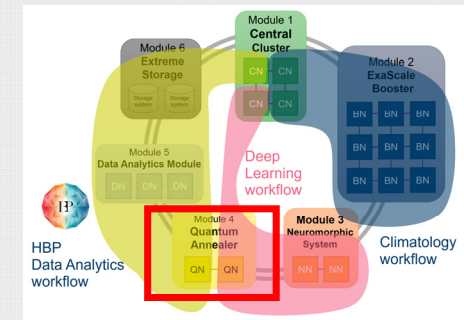 Module 1
Central
Cluster
CN CN
CN CN
Module 6
Extreme
Storage
Storage
system
Storage
system
Module 2
ExaScale
Booster
BN BN BN
BN BN BN
BN BN BN
Module 5
Data Analytics Module
DN DN DN
Deep
Learning
workflow
HBP
HBP
Data Analytics
workflow
Module 4
Quantum
Annealer
QN QN
Module 3
Neuromorphic
System
NN NN
Climatology
workflow